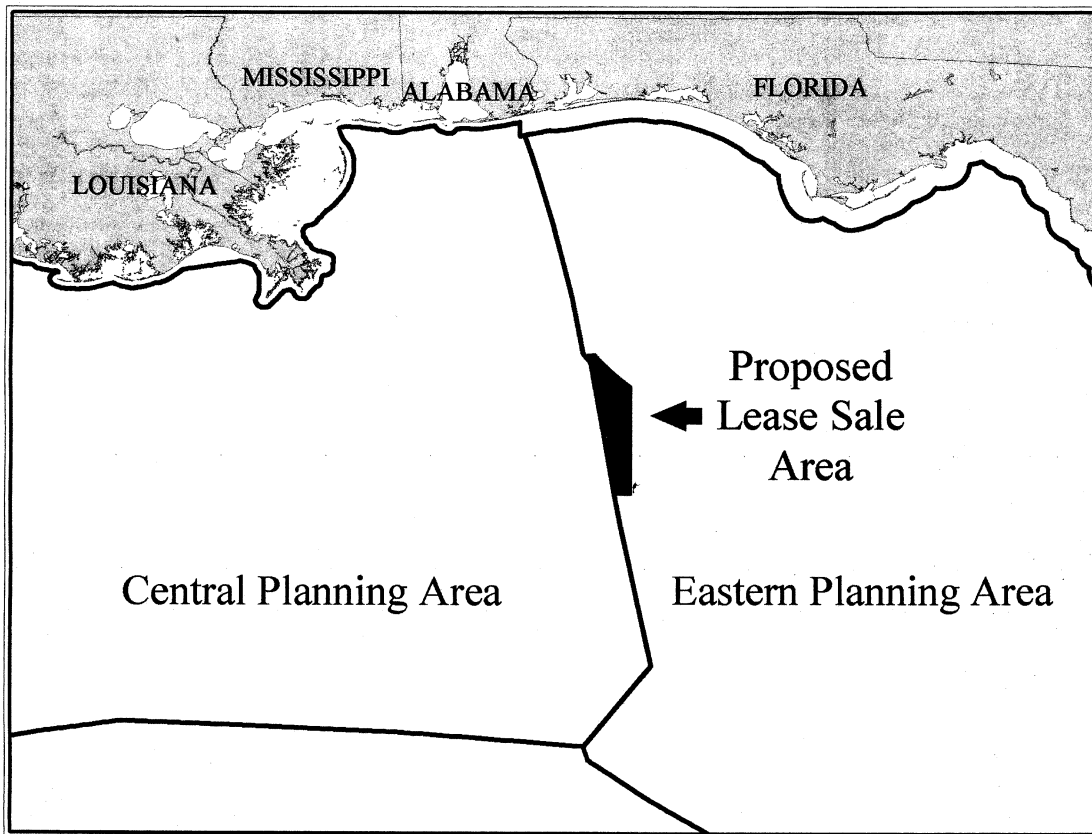 MISSISSIPPI
ALABAMA
FLORIDA
LOUISIANA
Proposed
Lease Sale
Area
Central Planning Area
Eastern Planning Area